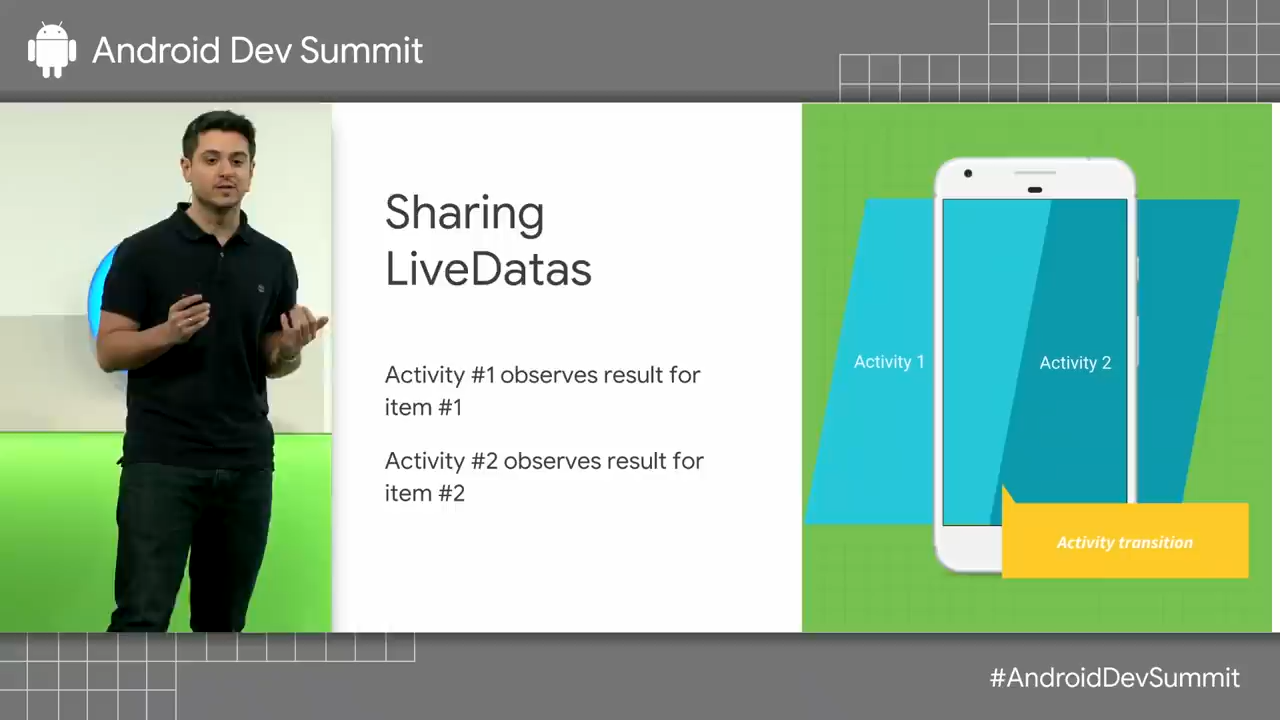 Android Dev Summit
Sharing
LiveDatas
Activity #1 observes result for
item #1
Activity #2 observes result for
item #2
Activity 1
Activity 2
Activity transition
#AndroidDevSummit